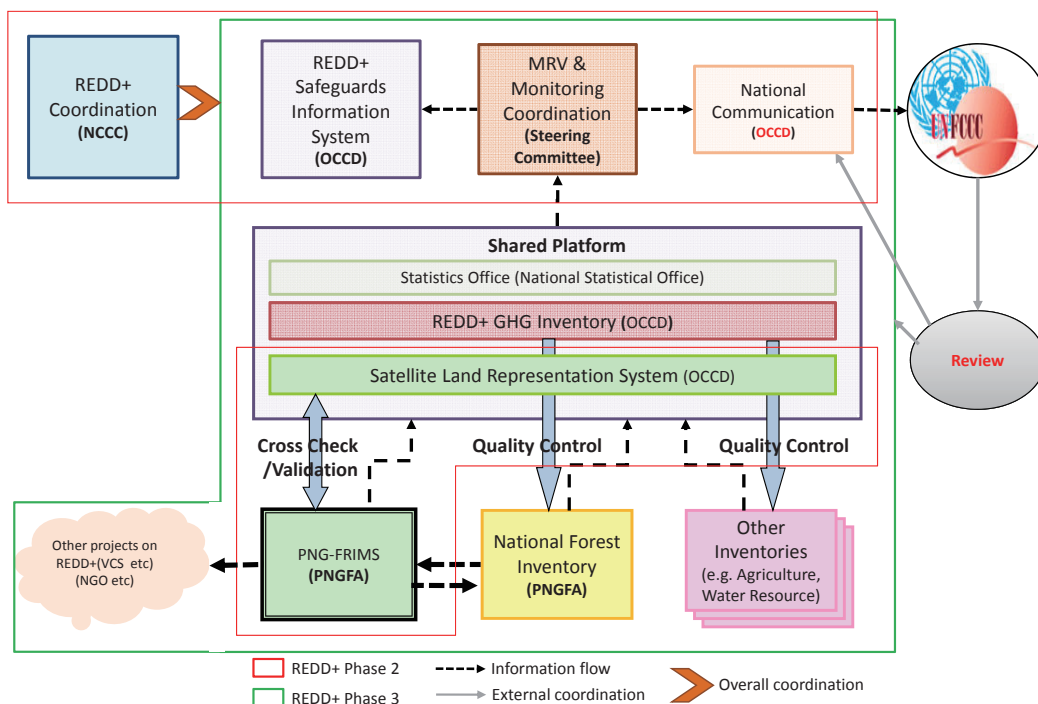 REDD+
Coordination
(NCCC)
REDD+
Safeguards
Information
System
(OCCD)
MRV &
Monitoring
Coordination
(Steering
Committee)
National
Communication
(OCCD)
UNFCCC
Shared Platform
Statistics Office (National Statistical Office)
REDD+ GHG Inventory (OCCD)
Satellite Land Representation System (OCCD)
Review
Cross Check
/Validation
Quality Control
Quality Control
Other projects on
REDD+(VCS etc)
(NGO etc)
PNG-FRIMS
(PNGFA)
National Forest
Inventory
(PNGFA)
Other
Inventories
(e.g. Agriculture,
Water Resource)
REDD+ Phase 2
Information flow
Overall coordination
REDD+ Phase 3
External coordination